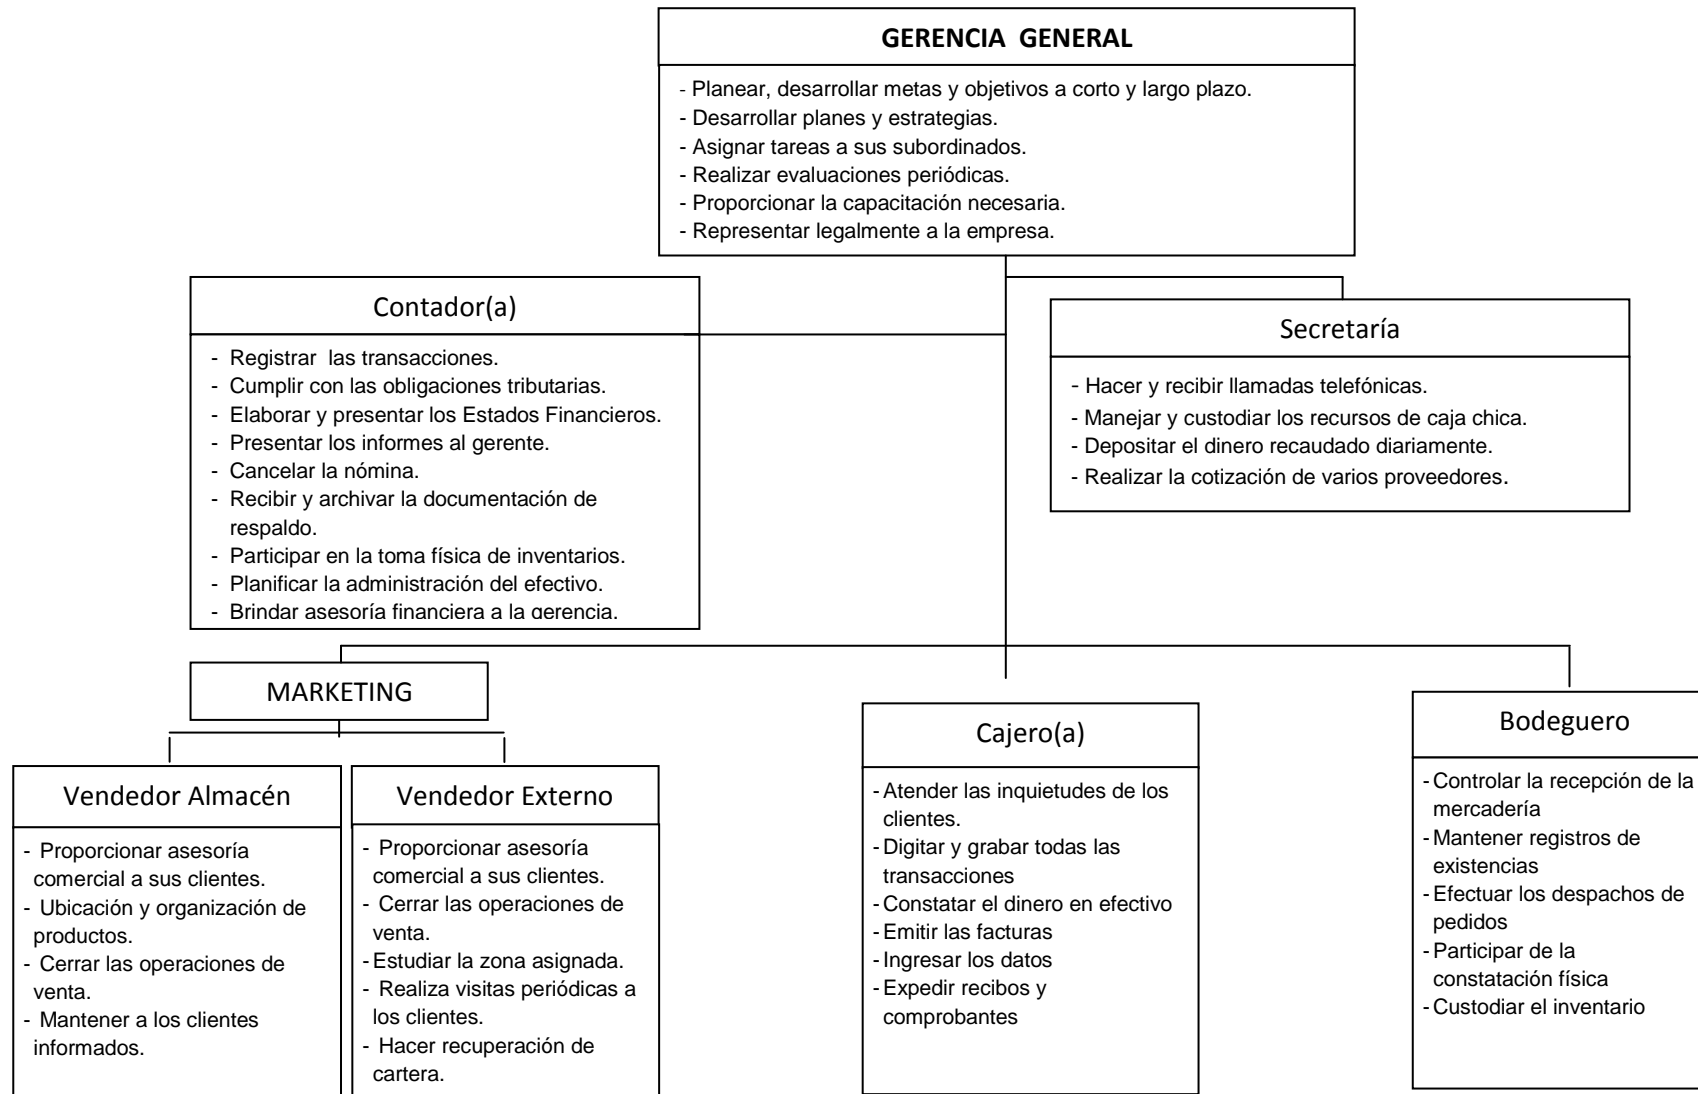 GERENCIA GENERAL
- Planear, desarrollar metas y objetivos a corto y largo plazo.
- Desarrollar planes y estrategias.
- Asignar tareas a sus subordinados.
- Realizar evaluaciones periódicas.
- Proporcionar la capacitación necesaria.
- Representar legalmente a la empresa.
Contador(a)
- Registrar las transacciones.
- Cumplir con las obligaciones tributarias.
- Elaborar y presentar los Estados Financieros.
- Presentar los informes al gerente.
- Cancelar la nómina.
- Recibir y archivar la documentación de
respaldo.
- Participar en la toma física de inventarios.
- Planificar la administración del efectivo.
- Brindar asesoría financiera a la gerencia.
Secretaría
- Hacer y recibir llamadas telefónicas.
- Manejar y custodiar los recursos de caja chica.
- Depositar el dinero recaudado diariamente.
- Realizar la cotización de varios proveedores.
MARKETING
Vendedor Almacén
- Proporcionar asesoría
comercial a sus clientes.
- Ubicación y organización de
productos.
- Cerrar las operaciones de
venta.
- Mantener a los clientes
informados.
Vendedor Externo
- Proporcionar asesoría
comercial a sus clientes.
- Cerrar las operaciones de
venta.
-Estudiar la zona asignada.
- Realiza visitas periódicas a
los clientes.
- Hacer recuperación de
cartera.
Cajero(a)
- Atender las inquietudes de los
clientes.
- Digitar y grabar todas las
transacciones
- Constatar el dinero en efectivo
- Emitir las facturas
- Ingresar los datos
- Expedir recibos y
comprobantes
Bodeguero
- Controlar la recepción de la
mercadería
- Mantener registros de
existencias
- Efectuar los despachos de
pedidos
- Participar de la
constatación física
- Custodiar el inventario